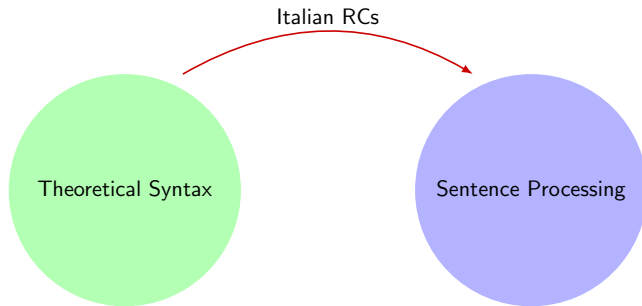 Italian RCs
Theoretical Syntax
Sentence Processing